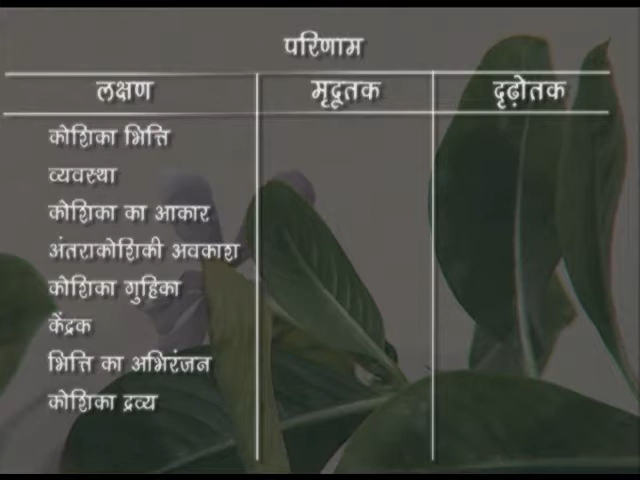 परिणाम
लक्षण मृदूतक दृढ़ोतक
कोशिका भित्ति
व्यवस्था
कोशिका का आकार
अंतराकोशिकी अवकाश
कोशिका गुहिका
केंद्रक
भित्ति का अभिरंजन
कोशिका द्रव्य